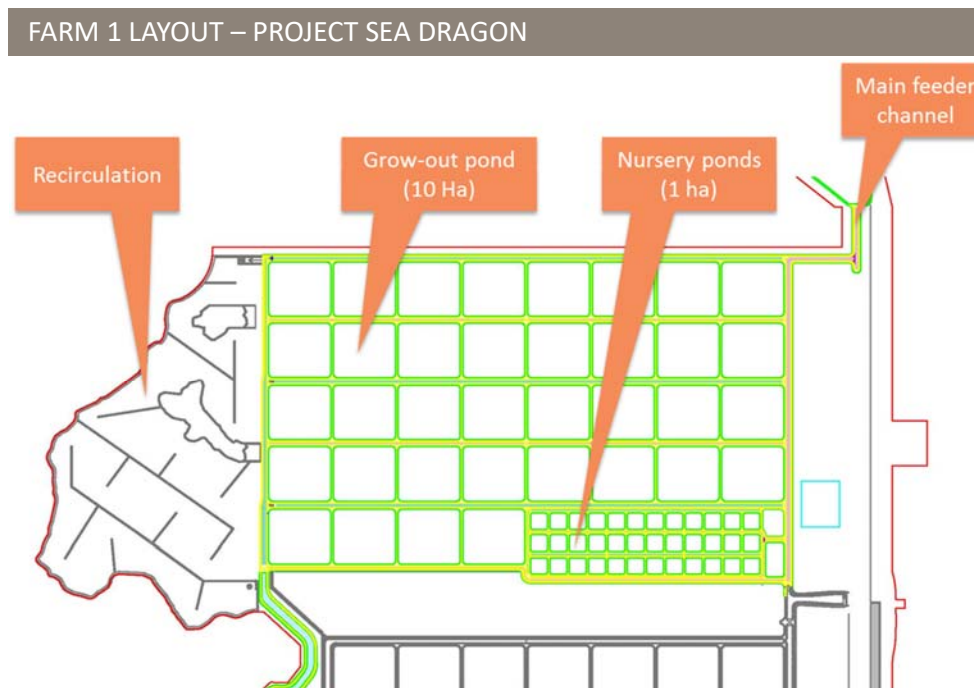 FARM 1 LAYOUT – PROJECT SEA DRAGON
Main feeder
channel
Recirculation
Grow-out pond
(10 Ha)
Nursery ponds
(1 ha)